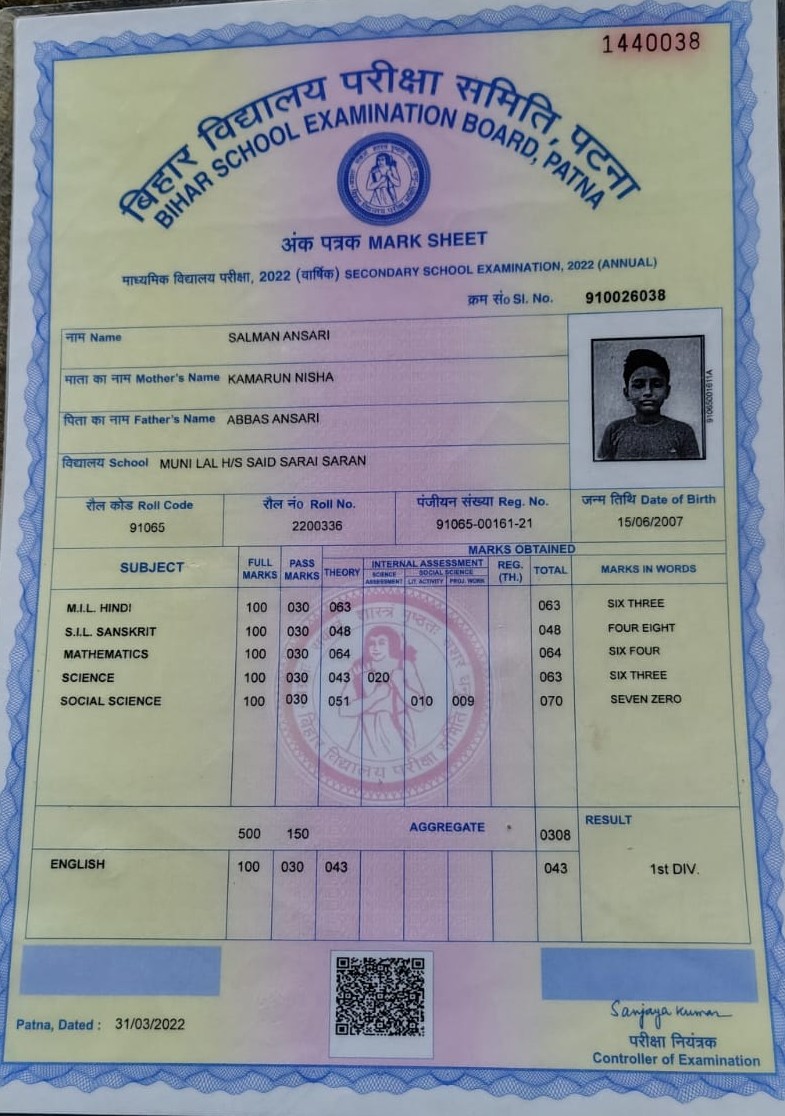 1440038
बिहार विद्यालय परीक्षा समिति, पटना
BIHAR SCHOOL EXAMINATION BOARD, PATNA
अंक पत्रक MARK SHEET
माध्यमिक विद्यालय परीक्षा, 2022 (वार्षिक) SECONDARY SCHOOL EXAMINATION, 2022 (ANNUAL)
क्रम सं० Sl. No. 910026038
नाम Name SALMAN ANSARI
माता का नाम Mother's Name KAMARUN NISHA
पिता का नाम Father's Name ABBAS ANSARI
विद्यालय School MUNI LAL H/S SAID SARAI SARAN
91065001611A
रौल कोड Roll Code रौल नं० Roll No. पंजीयन संख्या Reg. No. जन्म तिथि Date of Birth
91065 2200336 91065-00161-21 15/06/2007
MARKS OBTAINED
SUBJECT FULL MARKS PASS MARKS THEORY INTERNAL ASSESSMENT REG. (TH.) TOTAL MARKS IN WORDS
SCIENCE ASSESSMENT SOCIAL SCIENCE LIT ACTIVITY PROJ. WORK
M.I.L. HINDI 100 030 063 063 SIX THREE
S.I.L. SANSKRIT 100 030 048 048 FOUR EIGHT
MATHEMATICS 100 030 064 064 SIX FOUR
SCIENCE 100 030 043 020 063 SIX THREE
SOCIAL SCIENCE 100 030 051 010 009 070 SEVEN ZERO
बिहार विद्यालय परीक्षा समिति
500 150 AGGREGATE 0308 RESULT
ENGLISH 100 030 043 043 1st DIV.
Patna, Dated : 31/03/2022
Sanjaya Kumar
परीक्षा नियंत्रक
Controller of Examination